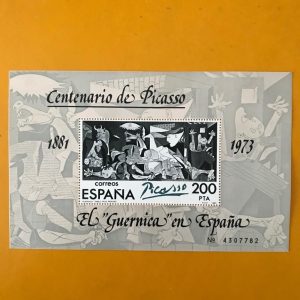 Centenario de Picasso
1881
1973
correos
ESPAÑA
Picasso
200
PTA
El "Guernica" en España
Nº 4307782